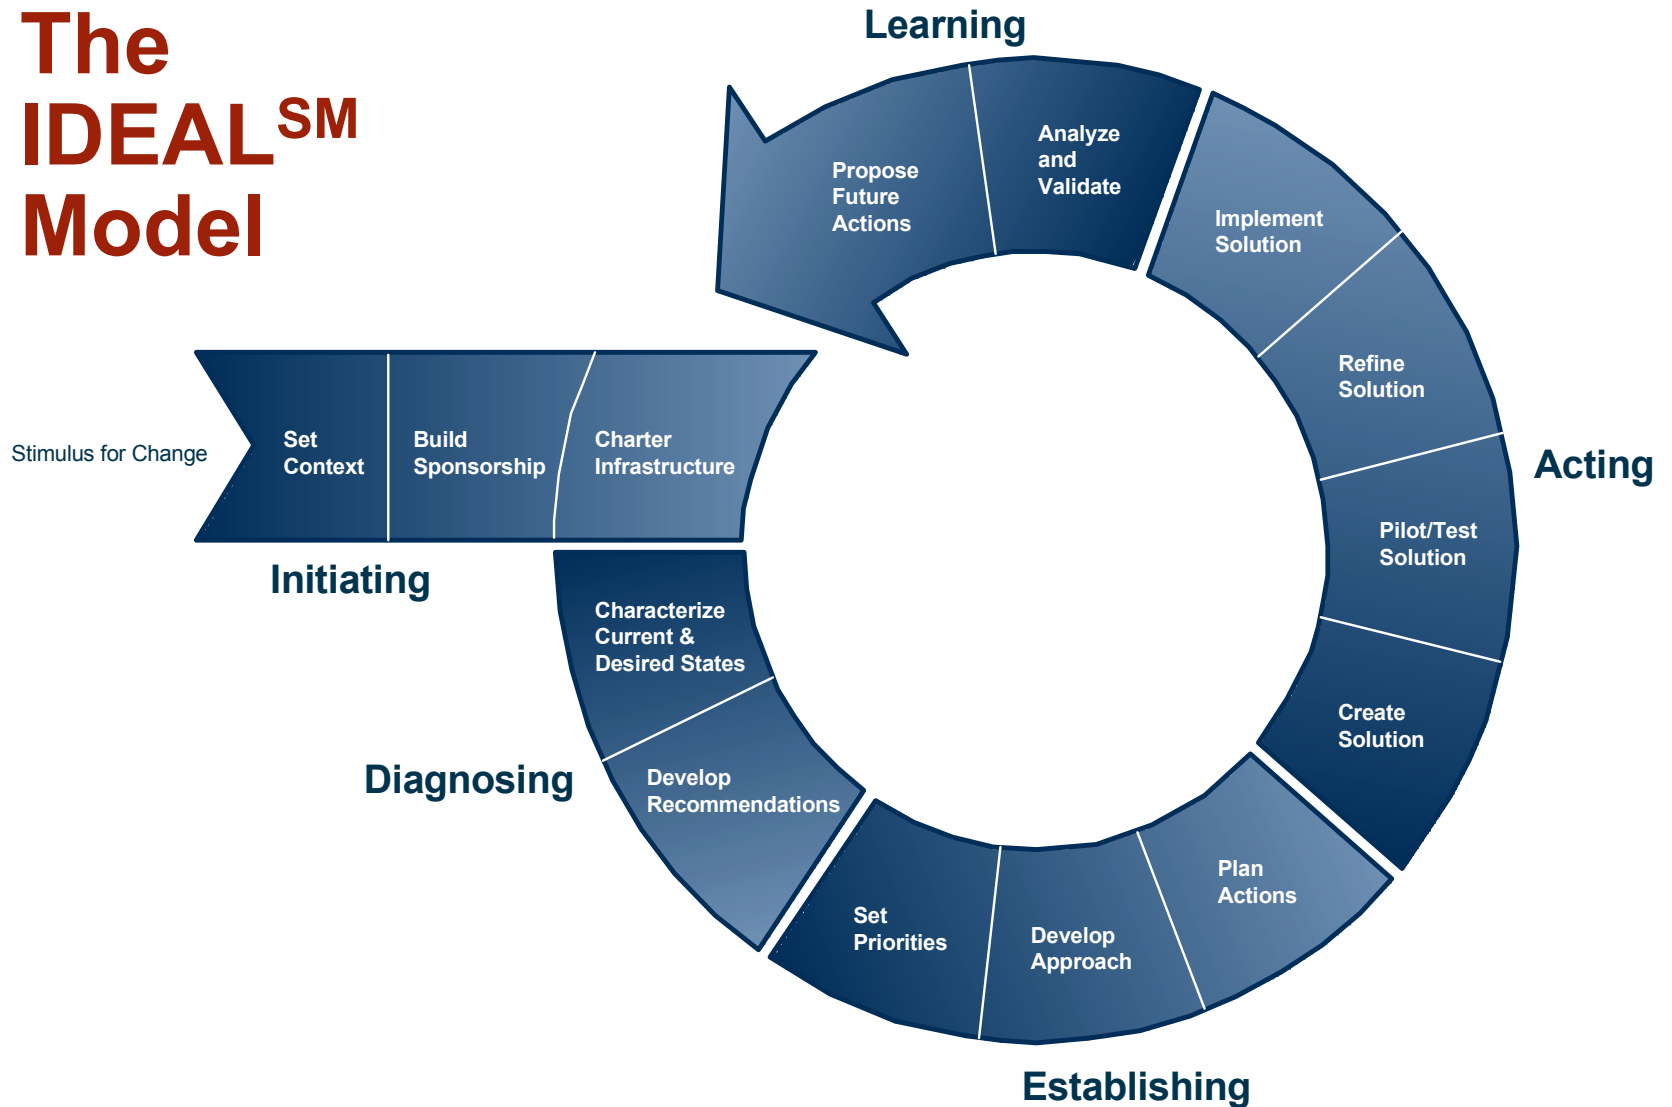 The
IDEAL℠
Model
Learning
Propose
Future
Actions
Analyze
and
Validate
Implement
Solution
Refine
Solution
Acting
Pilot/Test
Solution
Create
Solution
Stimulus for Change
Set
Context
Build
Sponsorship
Charter
Infrastructure
Initiating
Characterize
Current &
Desired States
Diagnosing
Develop
Recommendations
Set
Priorities
Develop
Approach
Plan
Actions
Establishing